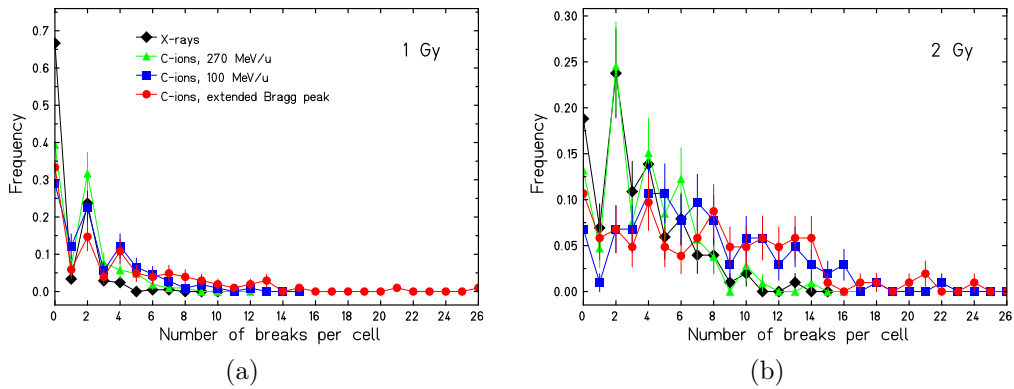 0.7
0.6
0.5
0.4
0.3
0.2
0.1
0.0
Frequency
X-rays
C-ions, 270 MeV/u
C-ions, 100 MeV/u
C-ions, extended Bragg peak
1 Gy
0 2 4 6 8 10 12 14 16 18 20 22 24 26
Number of breaks per cell
(a)
0.30
0.25
0.20
0.15
0.10
0.05
0.00
Frequency
2 Gy
0 2 4 6 8 10 12 14 16 18 20 22 24 26
Number of breaks per cell
(b)